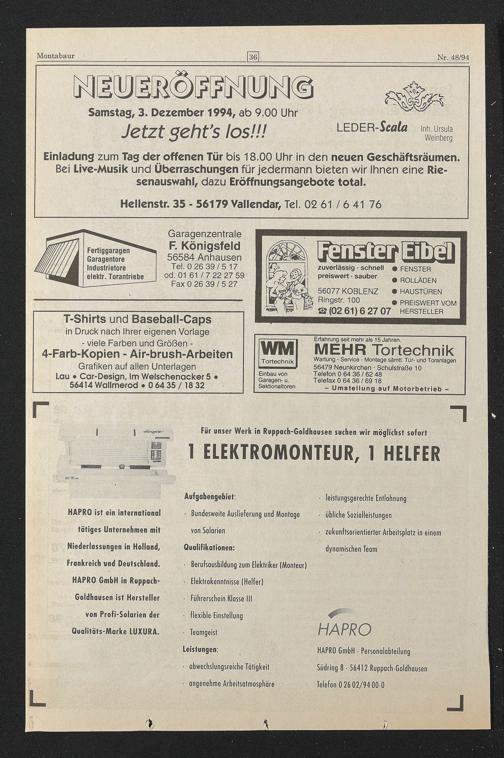 Montabaur
36
Nr. 48/94
NEUERÖFFNUNG
Samstag, 3. Dezember 1994, ab 9.00 Uhr
Jetzt geht's los!!!
LEDER-Scala Inh. Ursula
Weinberg
Einladung zum Tag der offenen Tür bis 18.00 Uhr in den neuen Geschäftsräumen.
Bei Live-Musik und Überraschungen für jedermann bieten wir Ihnen eine Rie-
senauswahl, dazu Eröffnungsangebote total.
Hellenstr. 35 - 56179 Vallendar, Tel. 02 61 / 6 41 76
Fertiggaragen
Garagentore
Industrietore
elektr. Torantriebe
Garagenzentrale
F. Königsfeld
56584 Anhausen
Tel. 0 26 39 / 5 17
od. 01 61 / 7 22 27 59
Fax 0 26 39 / 5 27
Fenster Eibel
zuverlässig · schnell
preiswert · sauber
56077 KOBLENZ
Ringstr. 100
☎ (02 61) 6 27 07
● FENSTER
● ROLLÄDEN
● HAUSTÜREN
● PREISWERT VOM
HERSTELLER
T-Shirts und Baseball-Caps
in Druck nach Ihrer eigenen Vorlage
- viele Farben und Größen -
4-Farb-Kopien - Air-brush-Arbeiten
Grafiken auf allen Unterlagen
Lau • Car-Design, Im Welschenacker 5 •
56414 Wallmerod • 0 64 35 / 18 32
WM
Tortechnik
Einbau von
Garagen- u.
Sektionaltoren
Erfahrung seit mehr als 15 Jahren.
MEHR Tortechnik
Wartung · Service · Montage sämtl. Tür- und Toranlagen
56479 Neunkirchen · Schulstraße 10
Telefon 0 64 36 / 62 48
Telefax 0 64 36 / 69 18
– Umstellung auf Motorbetrieb –
Für unser Werk in Ruppach-Goldhausen suchen wir möglichst sofort
1 ELEKTROMONTEUR, 1 HELFER
HAPRO ist ein international
tätiges Unternehmen mit
Niederlassungen in Holland,
Frankreich und Deutschland.
HAPRO GmbH in Ruppach-
Goldhausen ist Hersteller
von Profi-Solarien der
Qualitäts-Marke LUXURA.
Aufgabengebiet:
· Bundesweite Auslieferung und Montage
von Solarien
Qualifikationen:
· Berufsausbildung zum Elektriker (Monteur)
· Elektrokenntnisse (Helfer)
· Führerschein Klasse III
· flexible Einstellung
· Teamgeist
Leistungen:
· abwechslungsreiche Tätigkeit
· angenehme Arbeitsatmosphäre
· leistungsgerechte Entlohnung
· übliche Sozialleistungen
· zukunftsorientierter Arbeitsplatz in einem
dynamischen Team
HAPRO
HAPRO GmbH · Personalabteilung
Südring 8 · 56412 Ruppach-Goldhausen
Telefon 0 26 02/94 00-0